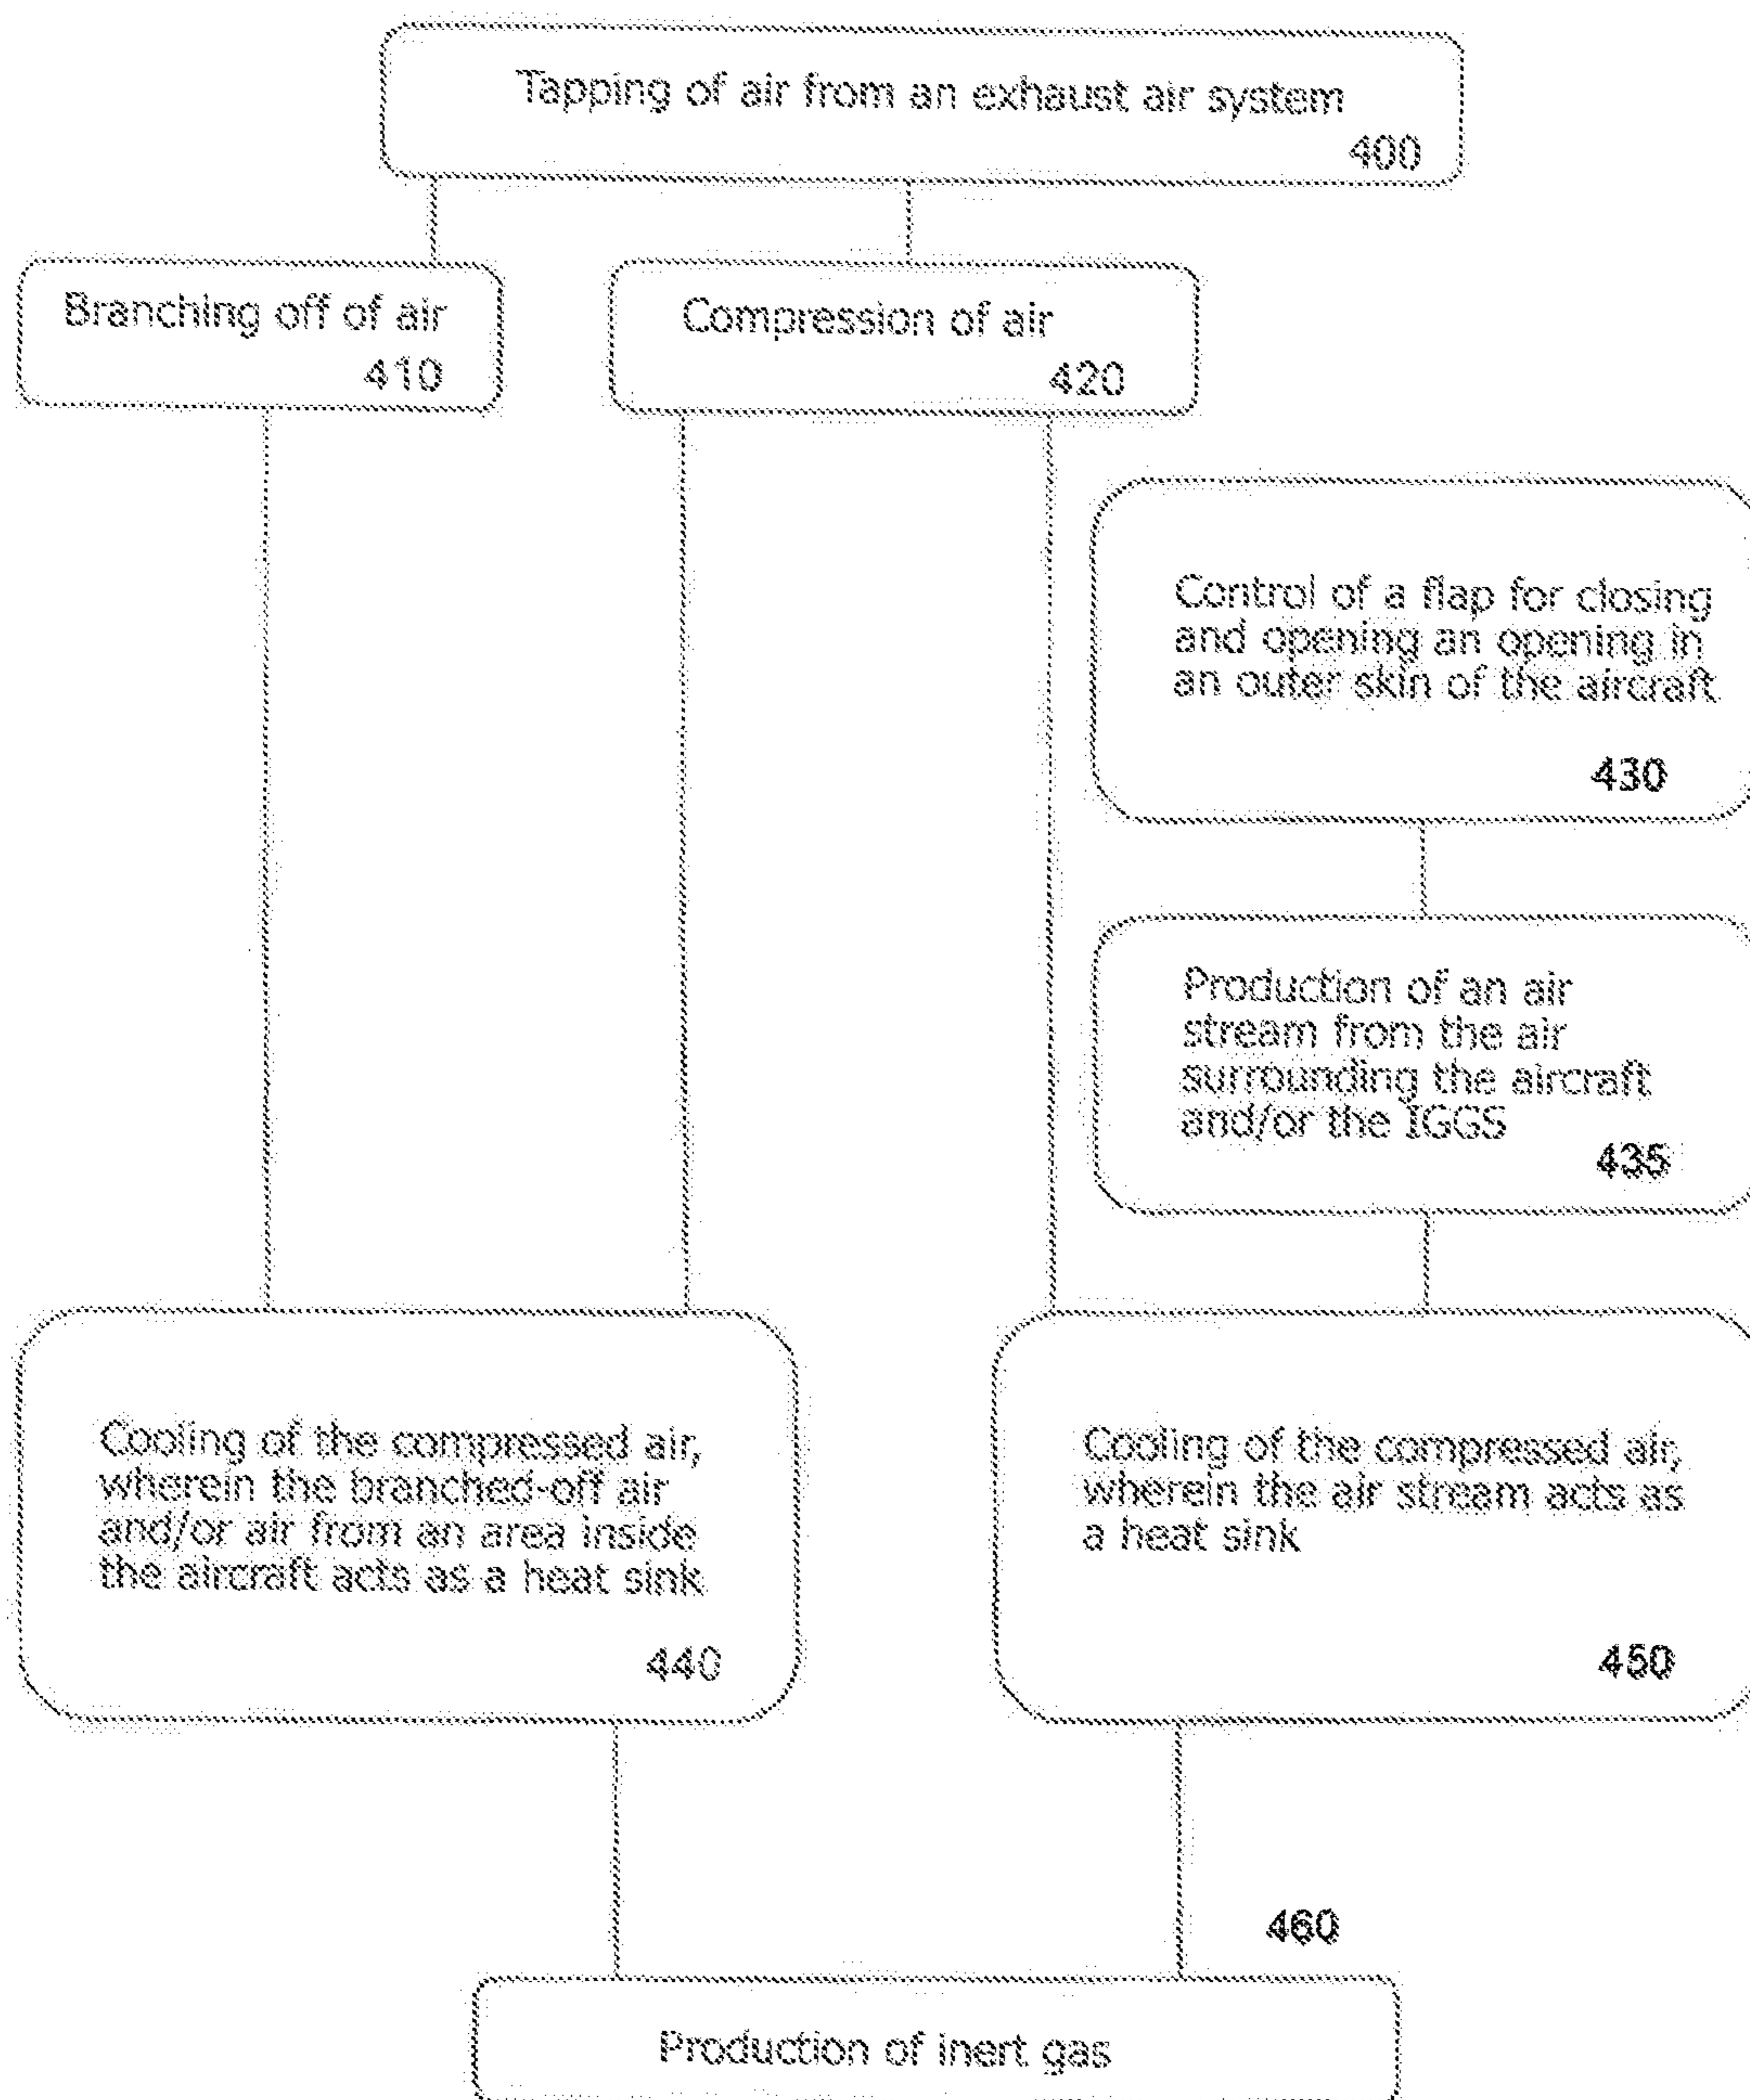 Tapping of air from an exhaust air system
400
Branching off of air
410
Compression of air
420
Control of a flap for closing
and opening an opening in
an outer skin of the aircraft
430
Production of an air
stream from the air
surrounding the aircraft
and/or the IGGS
435
Cooling of the compressed air,
wherein the branched-off air
and/or air from an area inside
the aircraft acts as a heat sink
440
Cooling of the compressed air,
wherein the air stream acts as
a heat sink
450
460
Production of inert gas